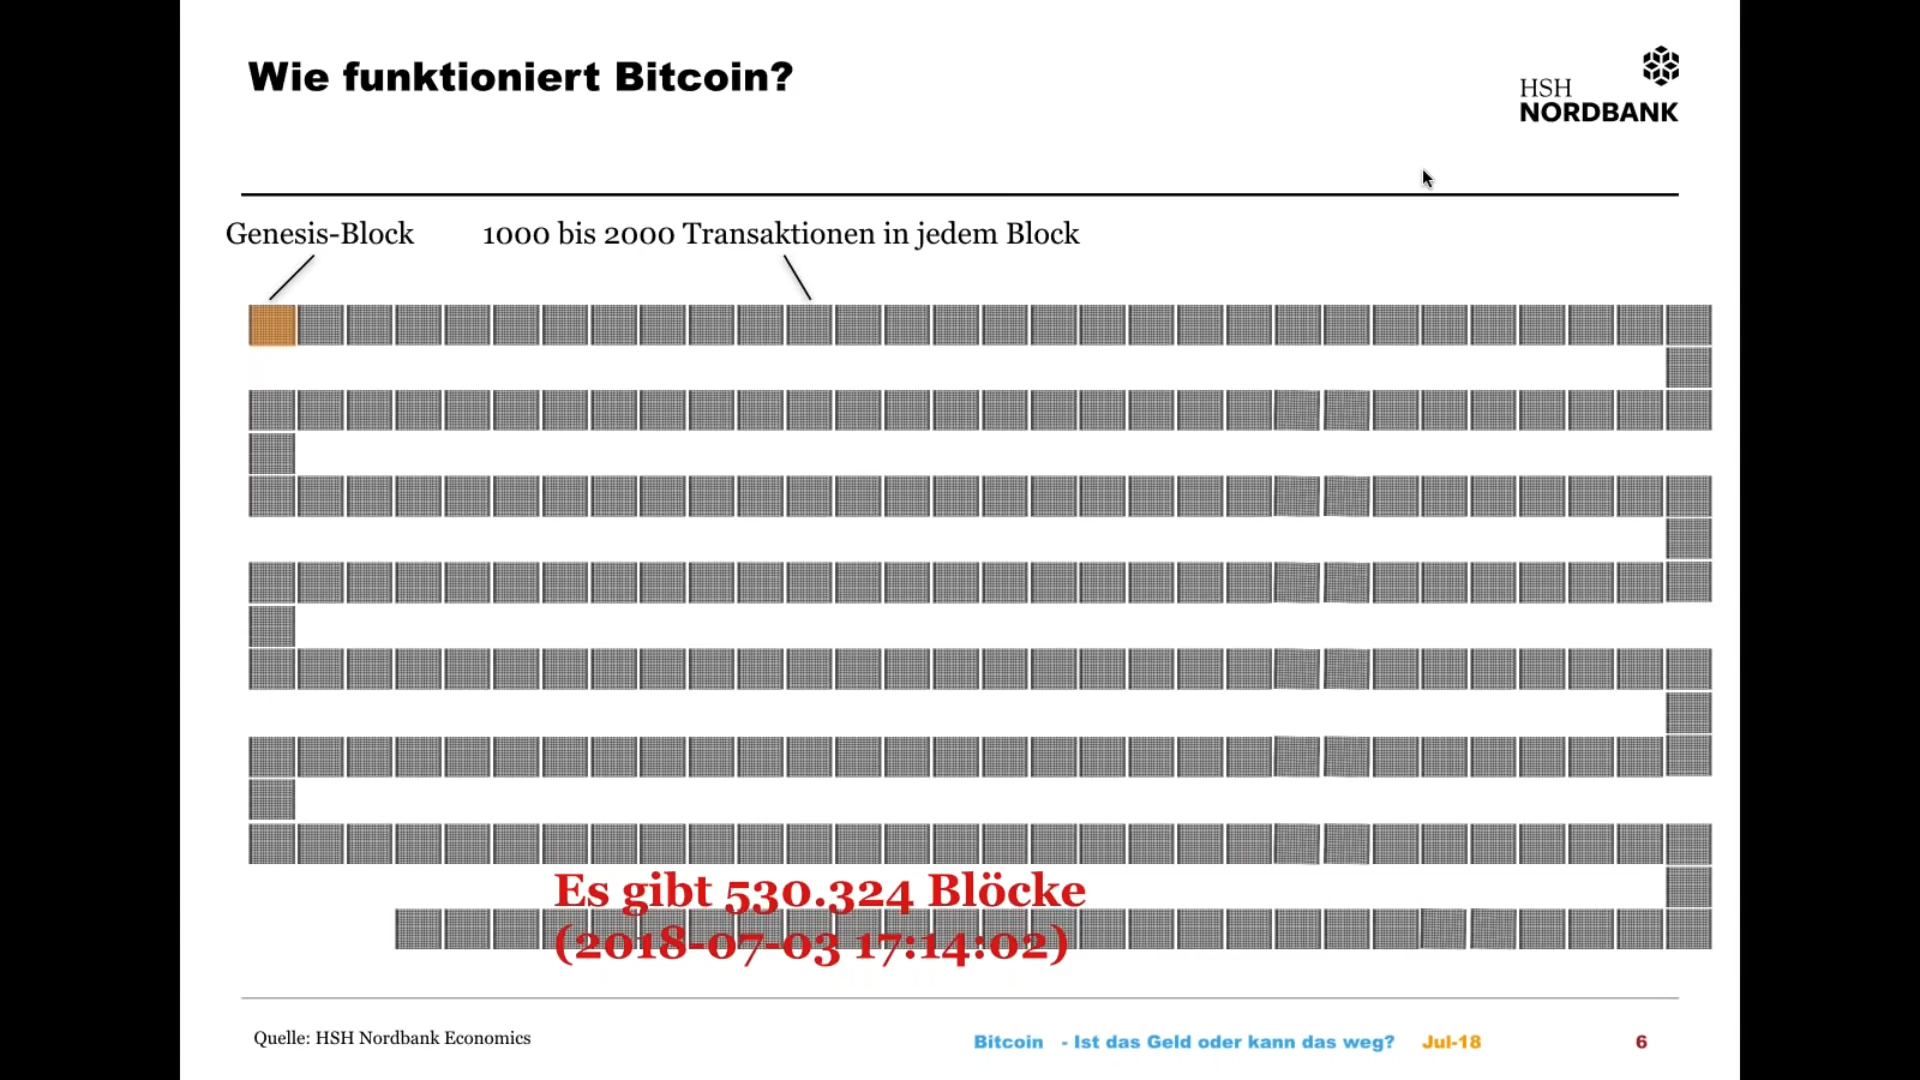 Wie funktioniert Bitcoin?
HSH
NORDBANK
Genesis-Block
1000 bis 2000 Transaktionen in jedem Block
Es gibt 530.324 Blöcke
(2018-07-03 17:14:02)
Quelle: HSH Nordbank Economics
Bitcoin - Ist das Geld oder kann das weg?
Jul-18
6